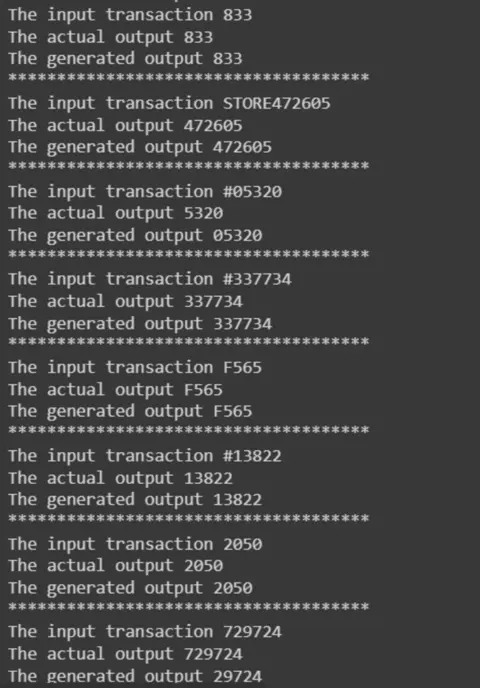 The input transaction 833
The actual output 833
The generated output 833
*************************************
The input transaction STORE472605
The actual output 472605
The generated output 472605
*************************************
The input transaction #05320
The actual output 5320
The generated output 05320
*************************************
The input transaction #337734
The actual output 337734
The generated output 337734
*************************************
The input transaction F565
The actual output F565
The generated output F565
*************************************
The input transaction #13822
The actual output 13822
The generated output 13822
*************************************
The input transaction 2050
The actual output 2050
The generated output 2050
*************************************
The input transaction 729724
The actual output 729724
The generated output 29724